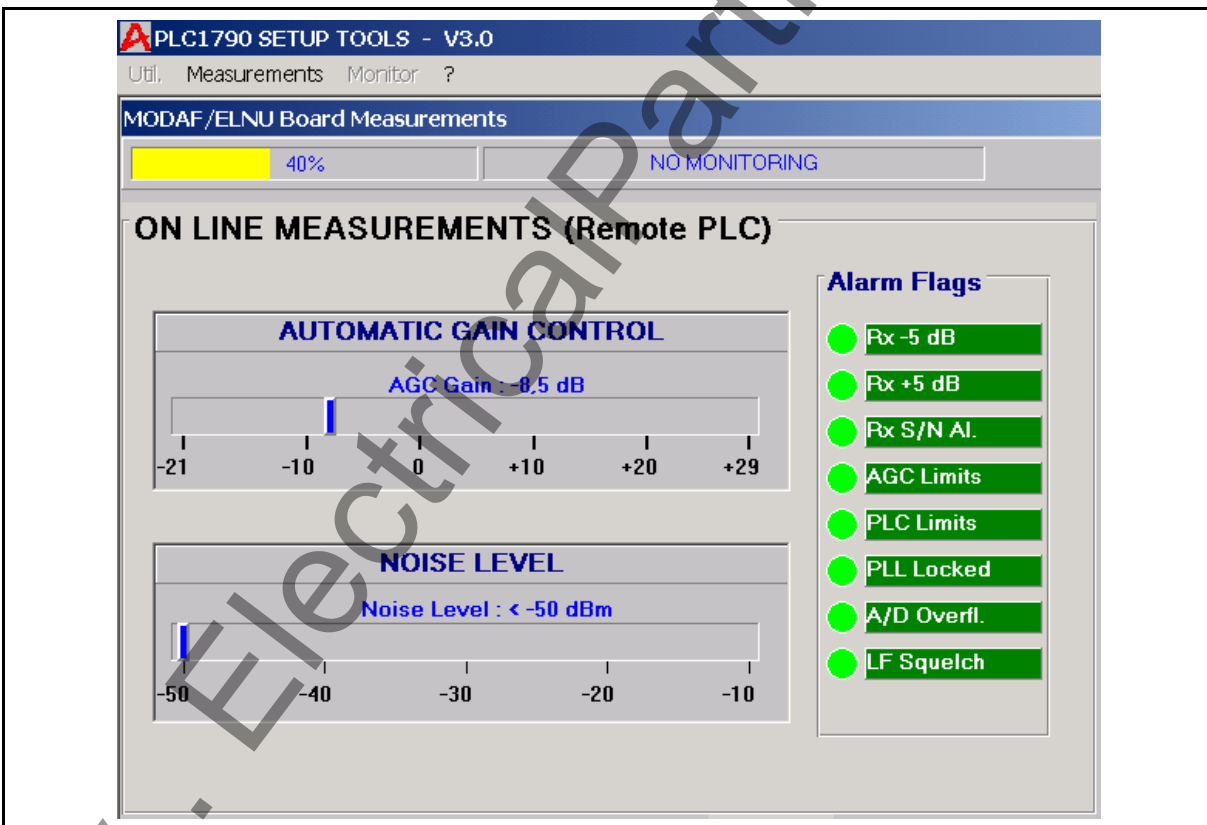 PLC1790 SETUP TOOLS - V3.0
Util. Measurements Monitor ?
MODAF/ELNU Board Measurements
40% NO MONITORING
ON LINE MEASUREMENTS (Remote PLC)
AUTOMATIC GAIN CONTROL
AGC Gain : -8,5 dB
-21 -10 0 +10 +20 +29
NOISE LEVEL
Noise Level : < -50 dBm
-50 -40 -30 -20 -10
Alarm Flags
Rx -5 dB
Rx +5 dB
Rx S/N Al.
AGC Limits
PLC Limits
PLL Locked
A/D Overfl.
LF Squelch
. ElectricalPart